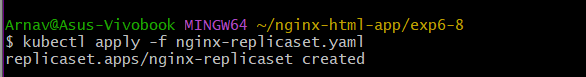 Arnav@Asus-Vivobook MINGW64 ~/nginx-html-app/exp6-8
$ kubectl apply -f nginx-replicaset.yaml
replicaset.apps/nginx-replicaset created